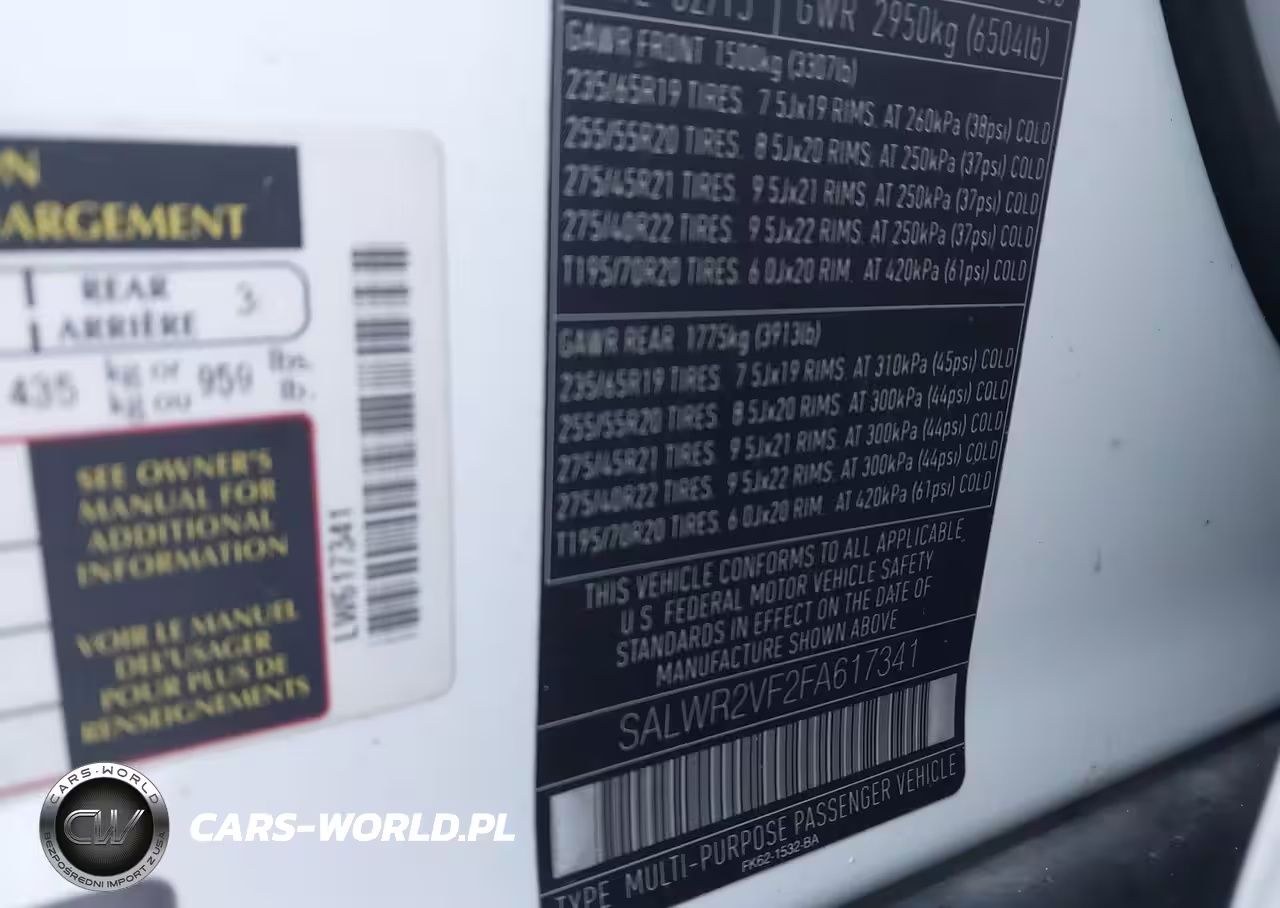 ON
ARGEMENT
REAR 3
ARRIÈRE
435 kg or 959 lbs.
kg ou lb.
SEE OWNER'S
MANUAL FOR
ADDITIONAL
INFORMATION
VOIR LE MANUEL
DE L'USAGER
POUR PLUS DE
RENSEIGNEMENTS
LW617341
GWR 2950kg (6504lb)
GAWR FRONT 1500kg (3307lb)
235/65R19 TIRES. 7 5Jx19 RIMS. AT 260kPa (38psi) COLD
255/55R20 TIRES. 8 5Jx20 RIMS. AT 250kPa (37psi) COLD
275/45R21 TIRES. 9 5Jx21 RIMS. AT 250kPa (37psi) COLD
275/40R22 TIRES. 9 5Jx22 RIMS. AT 250kPa (37psi) COLD
T195/70R20 TIRES. 6 0Jx20 RIM. AT 420kPa (61psi) COLD
GAWR REAR 1775kg (3913lb)
235/65R19 TIRES. 7 5Jx19 RIMS. AT 310kPa (45psi) COLD
255/55R20 TIRES. 8 5Jx20 RIMS. AT 300kPa (44psi) COLD
275/45R21 TIRES. 9 5Jx21 RIMS. AT 300kPa (44psi) COLD
275/40R22 TIRES. 9 5Jx22 RIMS. AT 300kPa (44psi) COLD
T195/70R20 TIRES. 6 0Jx20 RIM. AT 420kPa (61psi) COLD
THIS VEHICLE CONFORMS TO ALL APPLICABLE
U.S. FEDERAL MOTOR VEHICLE SAFETY
STANDARDS IN EFFECT ON THE DATE OF
MANUFACTURE SHOWN ABOVE
SALWR2VF2FA617341
TYPE MULTI-PURPOSE PASSENGER VEHICLE
FK62-1532-BA
CARS-WORLD
CW
BEZPOŚREDNI IMPORT Z USA
CARS-WORLD.PL